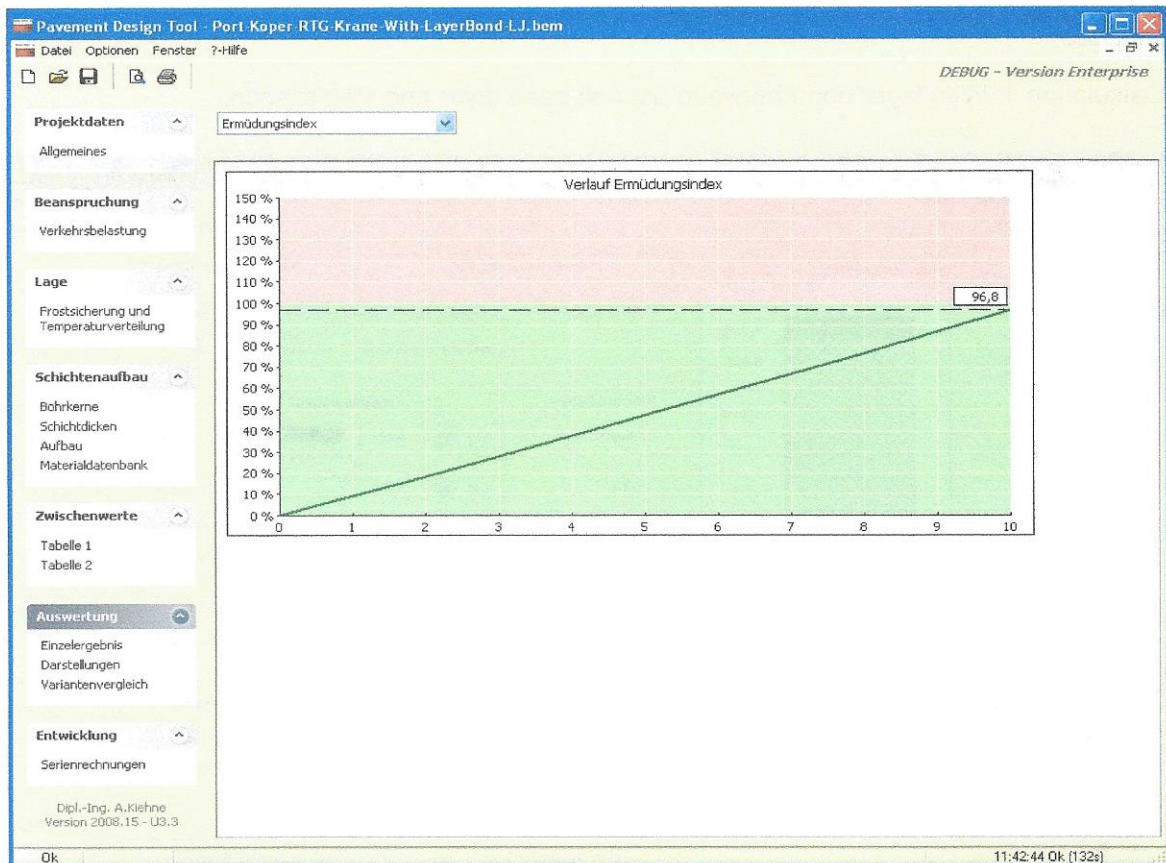 Pavement Design Tool - Port-Koper-RTG-Krane-With-LayerBond-LJ.bem
Datei Optionen Fenster ?-Hilfe
DEBUG - Version Enterprise
Projektdaten
Allgemeines
Beanspruchung
Verkehrsbelastung
Lage
Frostsicherung und
Temperaturverteilung
Schichtenaufbau
Bohrkerne
Schichtdicken
Aufbau
Materialdatenbank
Zwischenwerte
Tabelle 1
Tabelle 2
Auswertung
Einzelergebnis
Darstellungen
Variantenvergleich
Entwicklung
Serienrechnungen
Dipl.-Ing. A.Kiehne
Version 2008.15 - U3.3
Ermüdungsindex
Verlauf Ermüdungsindex
150 %
140 %
130 %
120 %
110 %
100 %
90 %
80 %
70 %
60 %
50 %
40 %
30 %
20 %
10 %
0 %
96,8
0 1 2 3 4 5 6 7 8 9 10
Ok
11:42:44 Ok (132s)